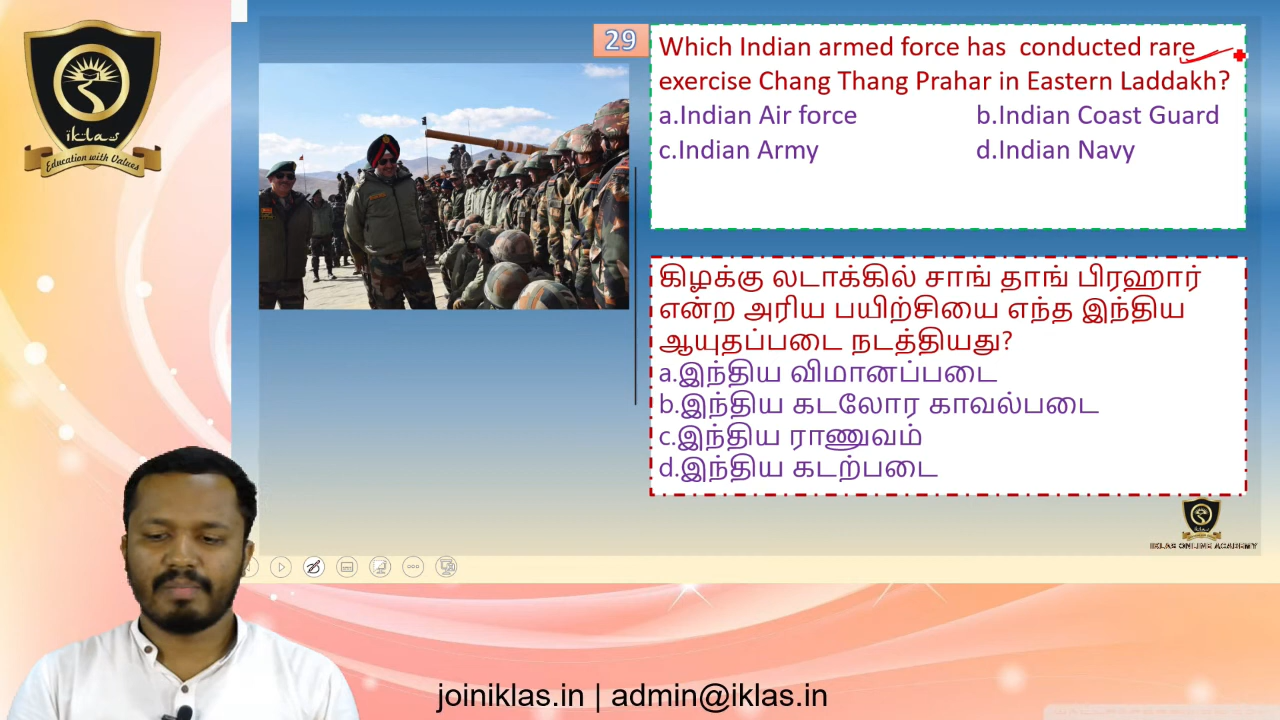 iklas
Education with Values
29
Which Indian armed force has conducted rare
exercise Chang Thang Prahar in Eastern Laddakh?
a.Indian Air force b.Indian Coast Guard
c.Indian Army d.Indian Navy
கிழக்கு லடாக்கில் சாங் தாங் பிரஹார்
என்ற அரிய பயிற்சியை எந்த இந்திய
ஆயுதப்படை நடத்தியது?
a.இந்திய விமானப்படை
b.இந்திய கடலோர காவல்படை
c.இந்திய ராணுவம்
d.இந்திய கடற்படை
IKLAS ONLINE ACADEMY
joiniklas.in | admin@iklas.in